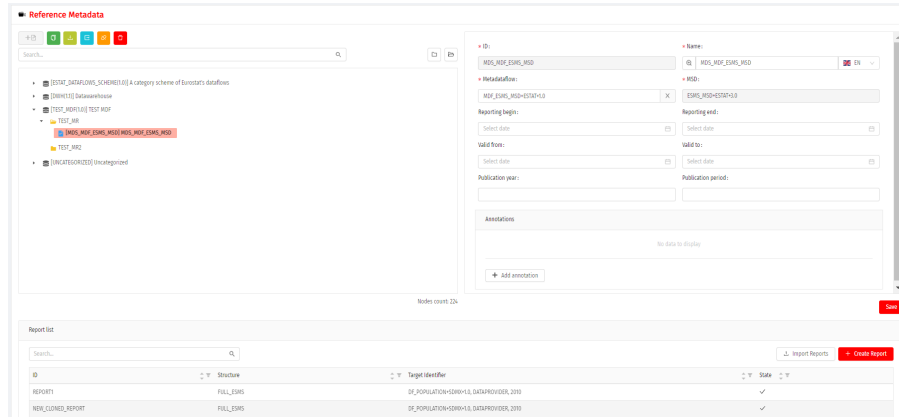 Reference Metadata
Search...
[ESTAT_DATAFLOWS_SCHEME(1.0)] A category scheme of Eurostat's dataflows
[DWH(1.1)] Datawarehouse
[TEST_MDF(1.0)] TEST MDF
TEST_MR
[MDS_MDF_ESMS_MSD] MDS_MDF_ESMS_MSD
TEST_MR2
[UNCATEGORIZED] Uncategorized
Nodes count: 224
* ID: * Name:
MDS_MDF_ESMS_MSD MDS_MDF_ESMS_MSD EN
* Metadataflow: * MSD:
MDF_ESMS_MSD+ESTAT+1.0 ESMS_MSD+ESTAT+3.0
Reporting begin: Reporting end:
Select date Select date
Valid from: Valid to:
Select date Select date
Publication year: Publication period:
Annotations
No data to display
+ Add annotation
Save
Report list
Search... Import Reports + Create Report
ID Structure Target Identifier State
REPORT1 FULL_ESMS DF_POPULATION+SDMX+1.0, DATAPROVIDER, 2010
NEW_CLONED_REPORT FULL_ESMS DF_POPULATION+SDMX+1.0, DATAPROVIDER, 2010